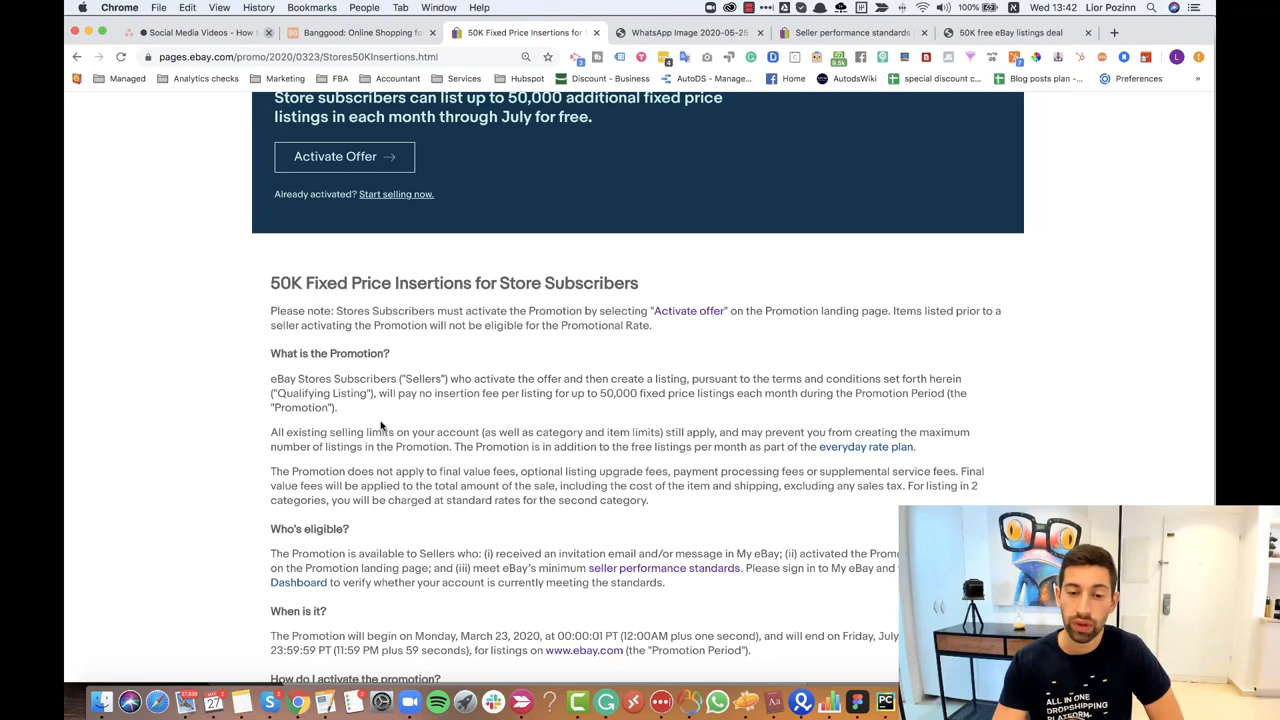 Chrome File Edit View History Bookmarks People Tab Window Help 100% Wed 13:42 Lior Pozinn
Social Media Videos - How Banggood: Online Shopping for 50K Fixed Price Insertions for WhatsApp Image 2020-05-25 Seller performance standards 50K free eBay listings deal
pages.ebay.com/promo/2020/0323/Stores50KInsertions.html
Managed Analytics checks Marketing FBA Accountant Services Hubspot Discount - Business AutoDS - Manage... Home AutodsWiki special discount c... Blog posts plan -... Preferences »
Store subscribers can list up to 50,000 additional fixed price
listings in each month through July for free.
Activate Offer →
Already activated? Start selling now.
50K Fixed Price Insertions for Store Subscribers
Please note: Stores Subscribers must activate the Promotion by selecting "Activate offer" on the Promotion landing page. Items listed prior to a
seller activating the Promotion will not be eligible for the Promotional Rate.
What is the Promotion?
eBay Stores Subscribers ("Sellers") who activate the offer and then create a listing, pursuant to the terms and conditions set forth herein
("Qualifying Listing"), will pay no insertion fee per listing for up to 50,000 fixed price listings each month during the Promotion Period (the
"Promotion").
All existing selling limits on your account (as well as category and item limits) still apply, and may prevent you from creating the maximum
number of listings in the Promotion. The Promotion is in addition to the free listings per month as part of the everyday rate plan.
The Promotion does not apply to final value fees, optional listing upgrade fees, payment processing fees or supplemental service fees. Final
value fees will be applied to the total amount of the sale, including the cost of the item and shipping, excluding any sales tax. For listing in 2
categories, you will be charged at standard rates for the second category.
Who's eligible?
The Promotion is available to Sellers who: (i) received an invitation email and/or message in My eBay; (ii) activated the Promo
on the Promotion landing page; and (iii) meet eBay's minimum seller performance standards. Please sign in to My eBay and
Dashboard to verify whether your account is currently meeting the standards.
When is it?
The Promotion will begin on Monday, March 23, 2020, at 00:00:01 PT (12:00AM plus one second), and will end on Friday, July
23:59:59 PT (11:59 PM plus 59 seconds), for listings on www.ebay.com (the "Promotion Period").
How do I activate the promotion?
ALL IN ONE
DROPSHIPPING
PLATFORM